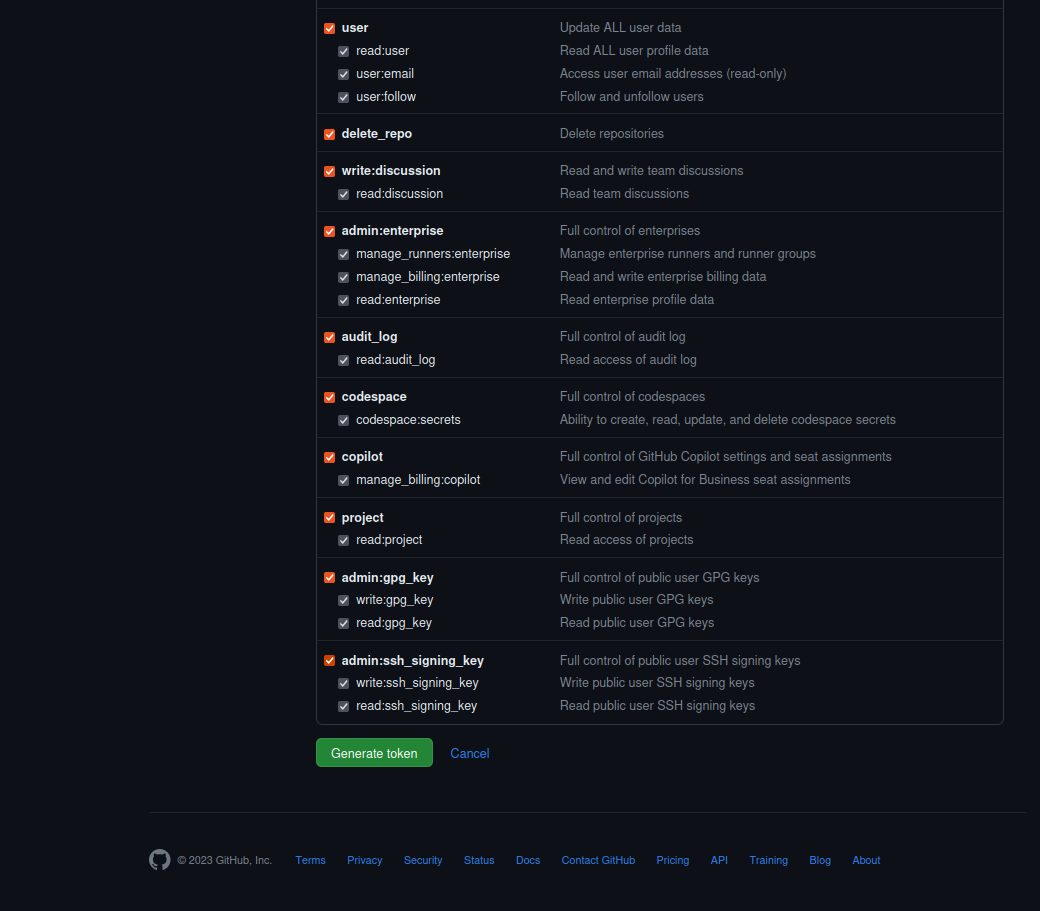 user Update ALL user data
read:user Read ALL user profile data
user:email Access user email addresses (read-only)
user:follow Follow and unfollow users
delete_repo Delete repositories
write:discussion Read and write team discussions
read:discussion Read team discussions
admin:enterprise Full control of enterprises
manage_runners:enterprise Manage enterprise runners and runner groups
manage_billing:enterprise Read and write enterprise billing data
read:enterprise Read enterprise profile data
audit_log Full control of audit log
read:audit_log Read access of audit log
codespace Full control of codespaces
codespace:secrets Ability to create, read, update, and delete codespace secrets
copilot Full control of GitHub Copilot settings and seat assignments
manage_billing:copilot View and edit Copilot for Business seat assignments
project Full control of projects
read:project Read access of projects
admin:gpg_key Full control of public user GPG keys
write:gpg_key Write public user GPG keys
read:gpg_key Read public user GPG keys
admin:ssh_signing_key Full control of public user SSH signing keys
write:ssh_signing_key Write public user SSH signing keys
read:ssh_signing_key Read public user SSH signing keys
Generate token Cancel
© 2023 GitHub, Inc. Terms Privacy Security Status Docs Contact GitHub Pricing API Training Blog About